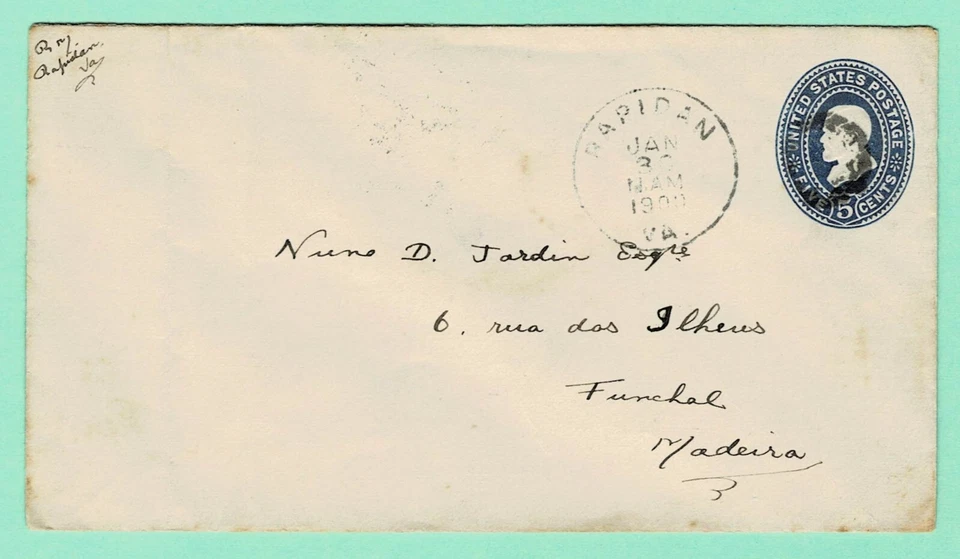 Rapidan.
Va
RAPIDAN
JAN
30
AM
1900
VA.
UNITED STATES POSTAGE
FIVE 5 CENTS
Nuno D. Jardin Esqre
6. rua dos Ilheus
Funchal
Madeira